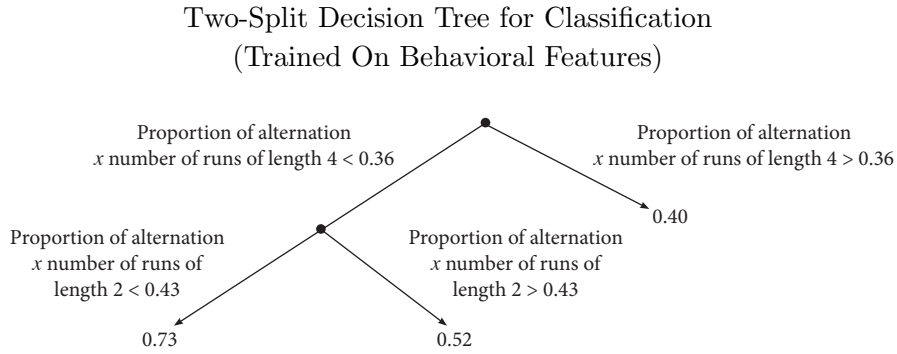 Two-Split Decision Tree for Classification
(Trained On Behavioral Features)
Proportion of alternation
x number of runs of length 4 < 0.36
Proportion of alternation
x number of runs of length 4 > 0.36
0.40
Proportion of alternation
x number of runs of
length 2 < 0.43
Proportion of alternation
x number of runs of
length 2 > 0.43
0.73
0.52